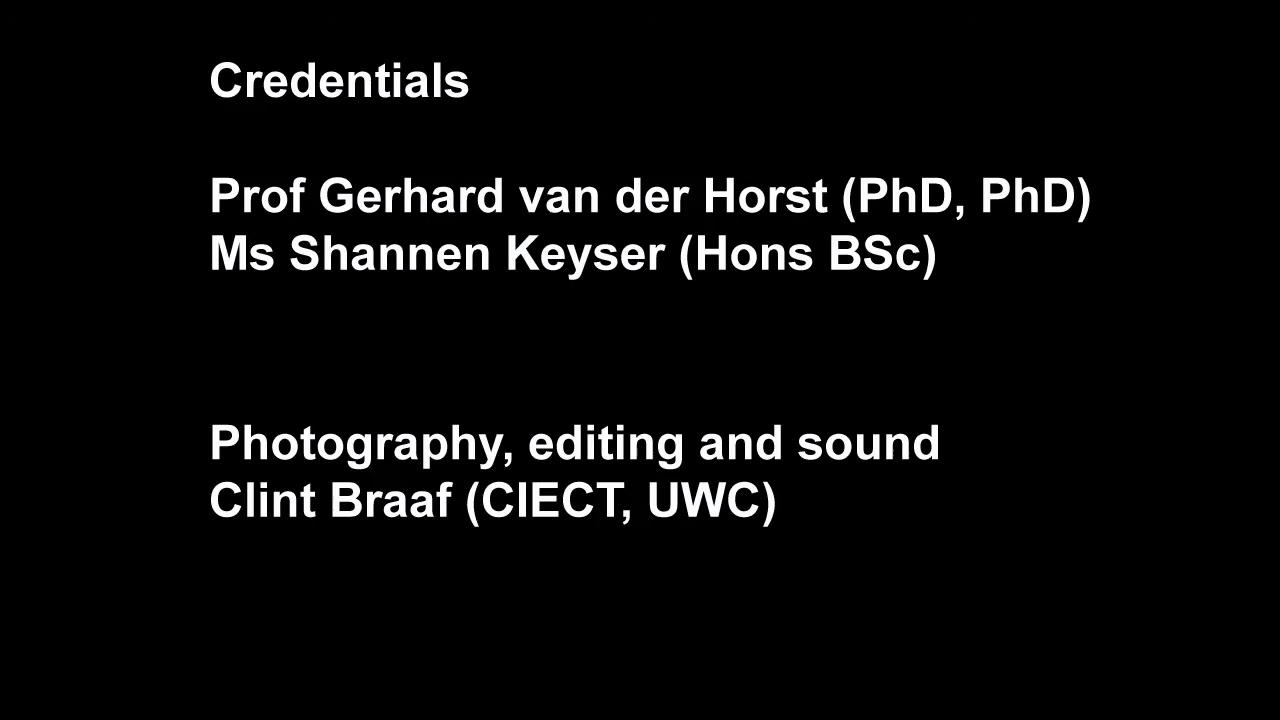 Credentials
Prof Gerhard van der Horst (PhD, PhD)
Ms Shannen Keyser (Hons BSc)
Photography, editing and sound
Clint Braaf (CIECT, UWC)